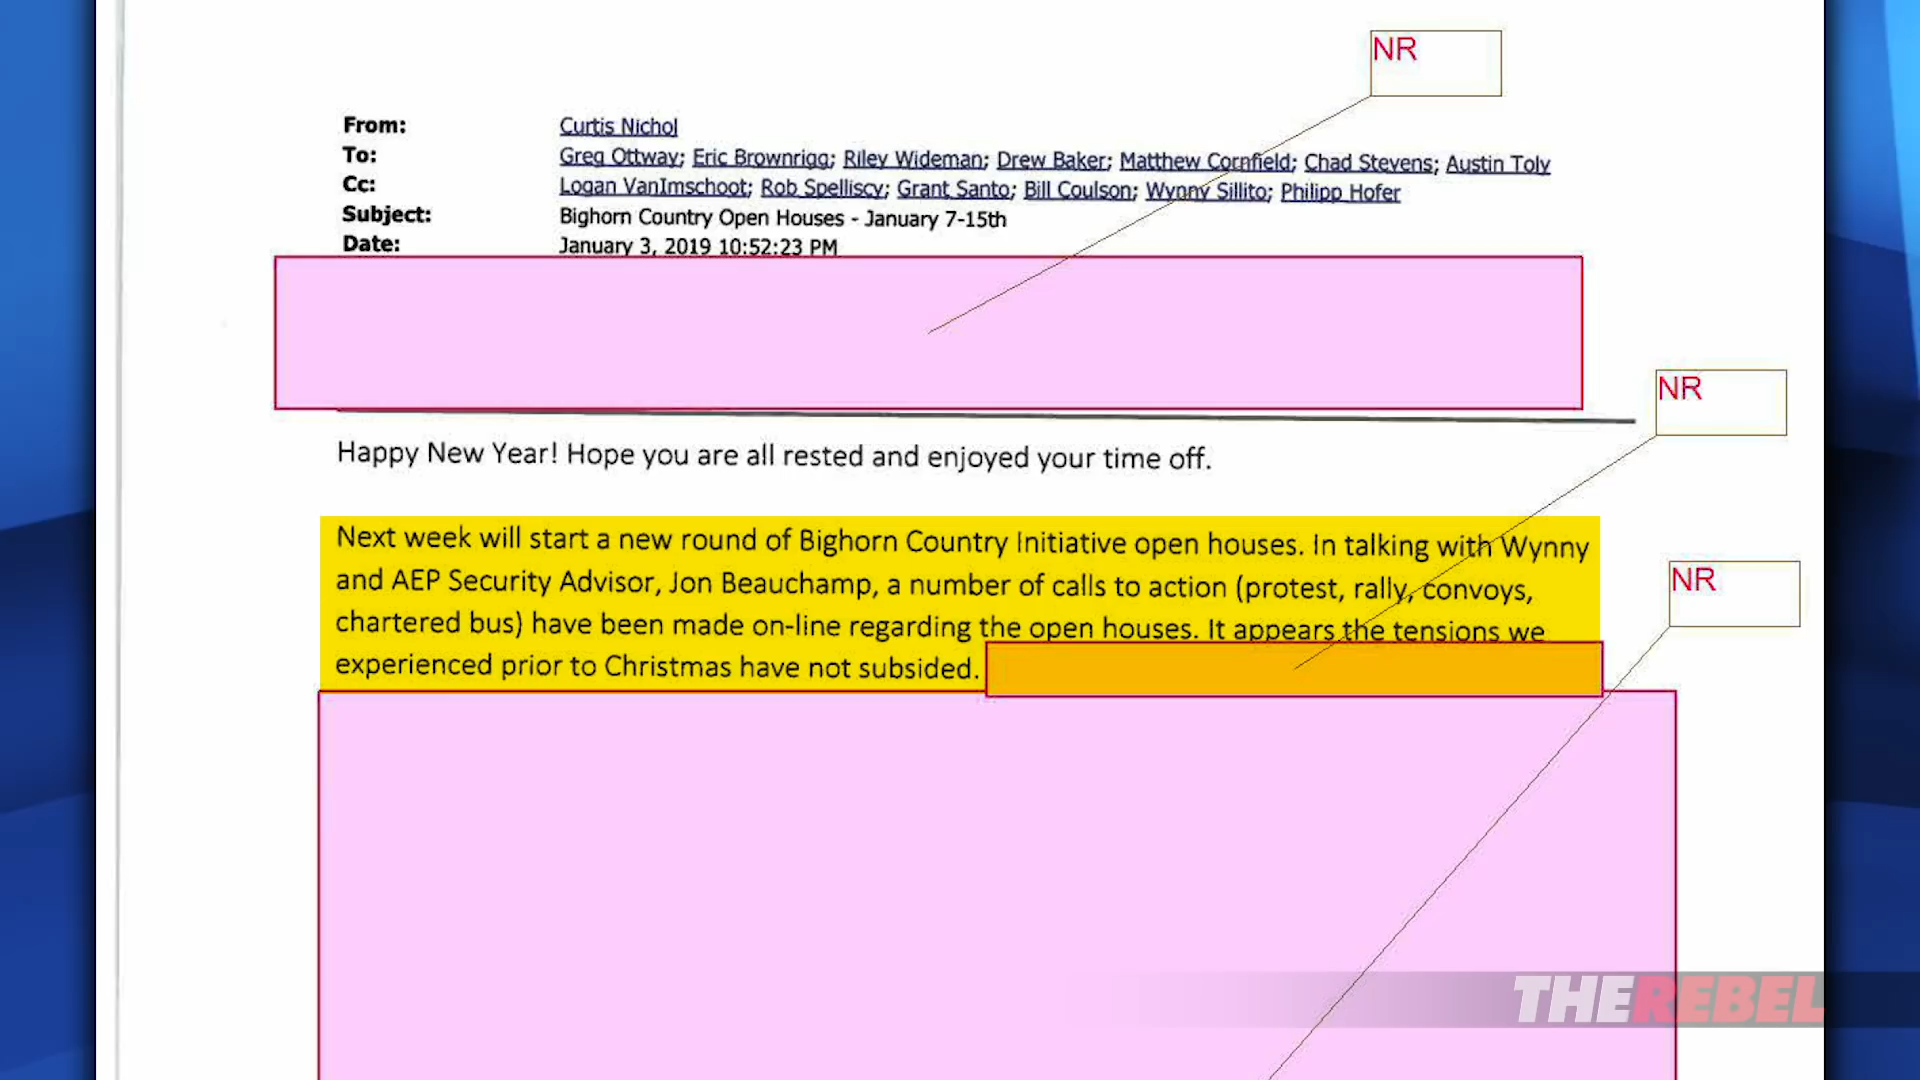 NR
From: Curtis Nichol
To: Greg Ottway; Eric Brownrigg; Riley Wideman; Drew Baker; Matthew Cornfield; Chad Stevens; Austin Toly
Cc: Logan VanImschoot; Rob Spelliscy; Grant Santo; Bill Coulson; Wynny Sillito; Philipp Hofer
Subject: Bighorn Country Open Houses - January 7-15th
Date: January 3, 2019 10:52:23 PM
NR
Happy New Year! Hope you are all rested and enjoyed your time off.
Next week will start a new round of Bighorn Country Initiative open houses. In talking with Wynny
and AEP Security Advisor, Jon Beauchamp, a number of calls to action (protest, rally, convoys,
NR
chartered bus) have been made on-line regarding the open houses. It appears the tensions we
experienced prior to Christmas have not subsided.
THE REBEL